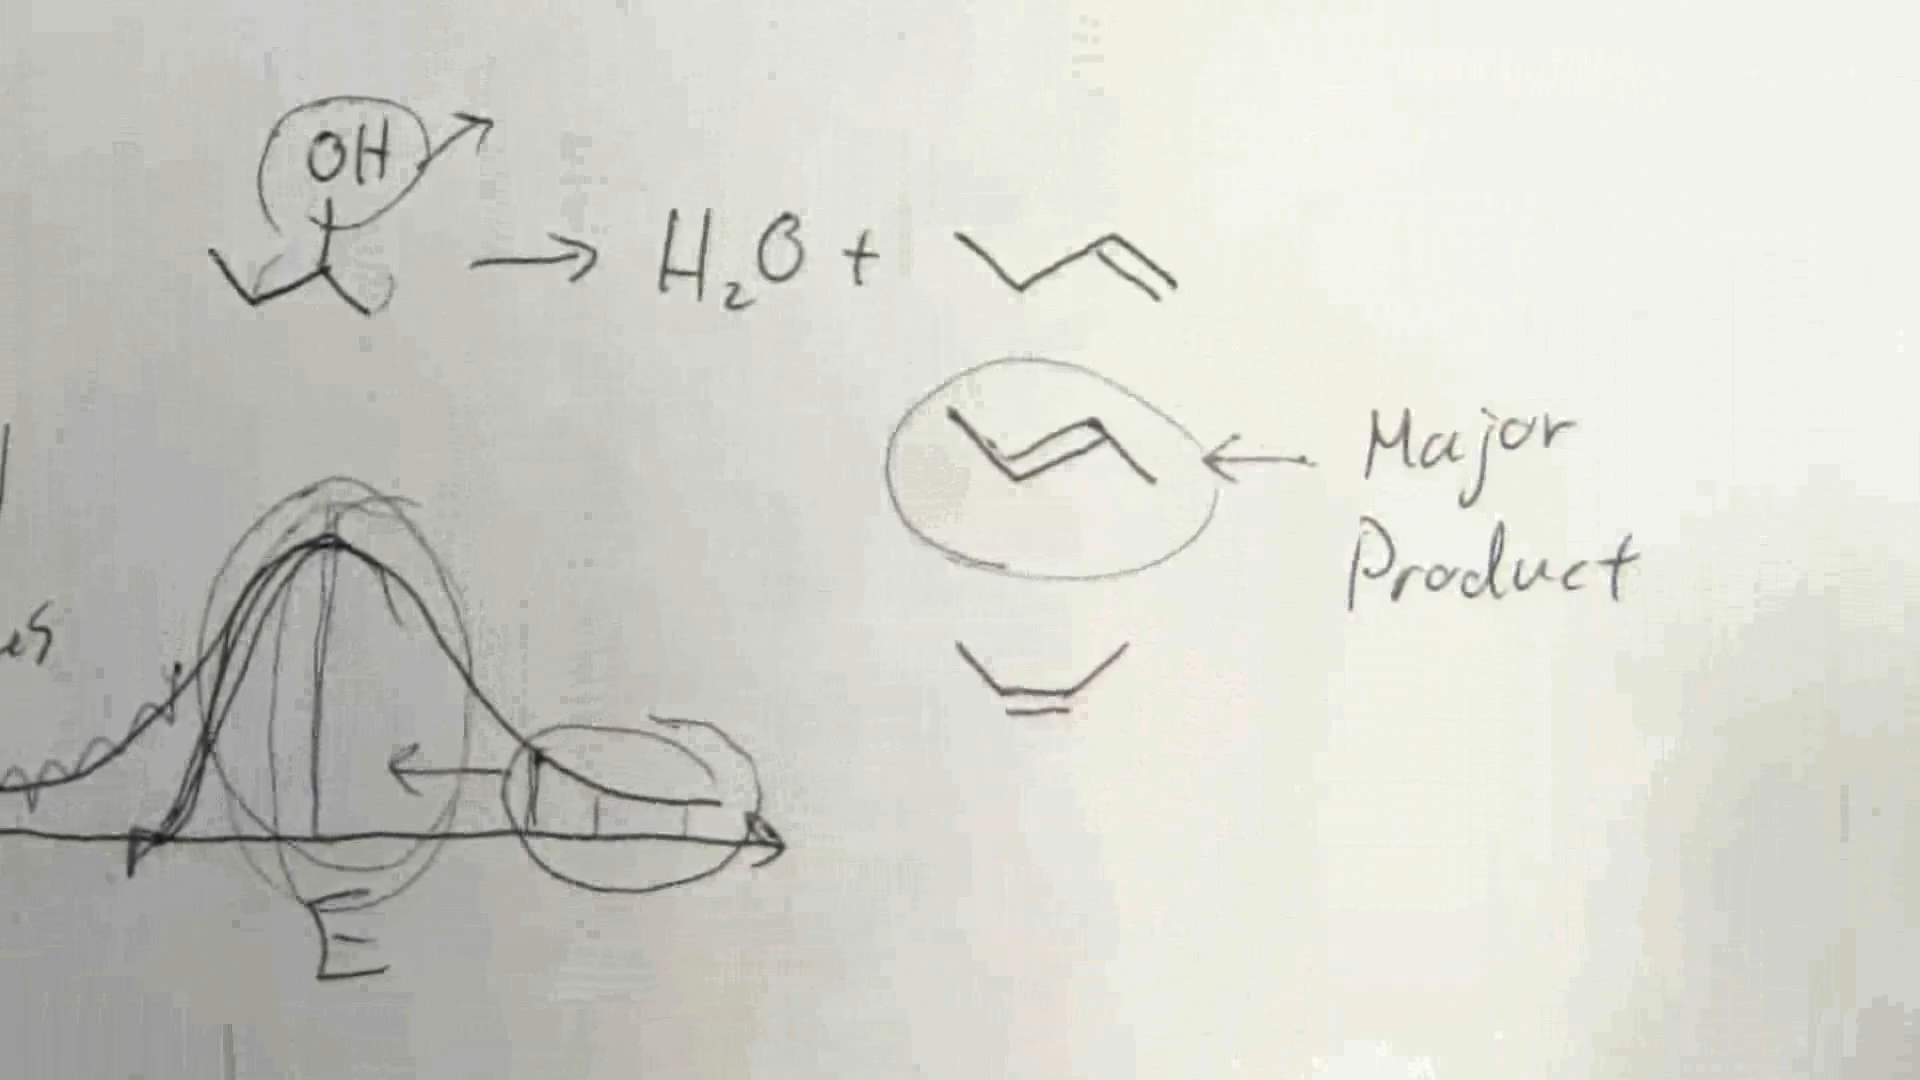 OH
→ H₂O +
← Major
Product
E